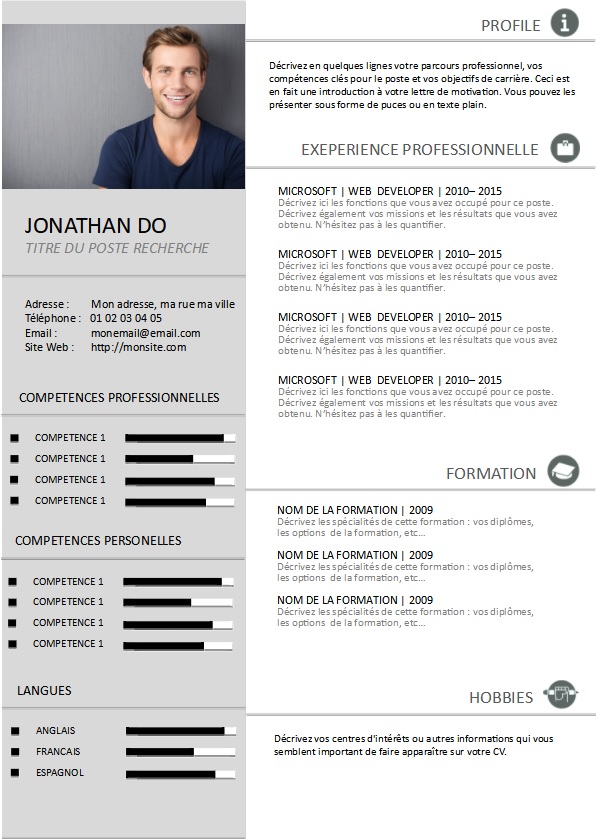 JONATHAN DO
TITRE DU POSTE RECHERCHE
Adresse : Mon adresse, ma rue ma ville
Téléphone : 01 02 03 04 05
Email : monemail@email.com
Site Web : http://monsite.com
COMPETENCES PROFESSIONNELLES
COMPETENCE 1
COMPETENCE 1
COMPETENCE 1
COMPETENCE 1
COMPETENCES PERSONELLES
COMPETENCE 1
COMPETENCE 1
COMPETENCE 1
COMPETENCE 1
LANGUES
ANGLAIS
FRANCAIS
ESPAGNOL
PROFILE
Décrivez en quelques lignes votre parcours professionnel, vos
compétences clés pour le poste et vos objectifs de carrière. Ceci est
en fait une introduction à votre lettre de motivation. Vous pouvez les
présenter sous forme de puces ou en texte plain.
EXEPERIENCE PROFESSIONNELLE
MICROSOFT | WEB DEVELOPER | 2010– 2015
Décrivez ici les fonctions que vous avez occupé pour ce poste.
Décrivez également vos missions et les résultats que vous avez
obtenu. N'hésitez pas à les quantifier.
MICROSOFT | WEB DEVELOPER | 2010– 2015
Décrivez ici les fonctions que vous avez occupé pour ce poste.
Décrivez également vos missions et les résultats que vous avez
obtenu. N'hésitez pas à les quantifier.
MICROSOFT | WEB DEVELOPER | 2010– 2015
Décrivez ici les fonctions que vous avez occupé pour ce poste.
Décrivez également vos missions et les résultats que vous avez
obtenu. N'hésitez pas à les quantifier.
MICROSOFT | WEB DEVELOPER | 2010– 2015
Décrivez ici les fonctions que vous avez occupé pour ce poste.
Décrivez également vos missions et les résultats que vous avez
obtenu. N'hésitez pas à les quantifier.
FORMATION
NOM DE LA FORMATION | 2009
Décrivez les spécialités de cette formation : vos diplômes,
les options de la formation, etc...
NOM DE LA FORMATION | 2009
Décrivez les spécialités de cette formation : vos diplômes,
les options de la formation, etc...
NOM DE LA FORMATION | 2009
Décrivez les spécialités de cette formation : vos diplômes,
les options de la formation, etc...
HOBBIES
Décrivez vos centres d'intérêts ou autres informations qui vous
semblent important de faire apparaître sur votre CV.